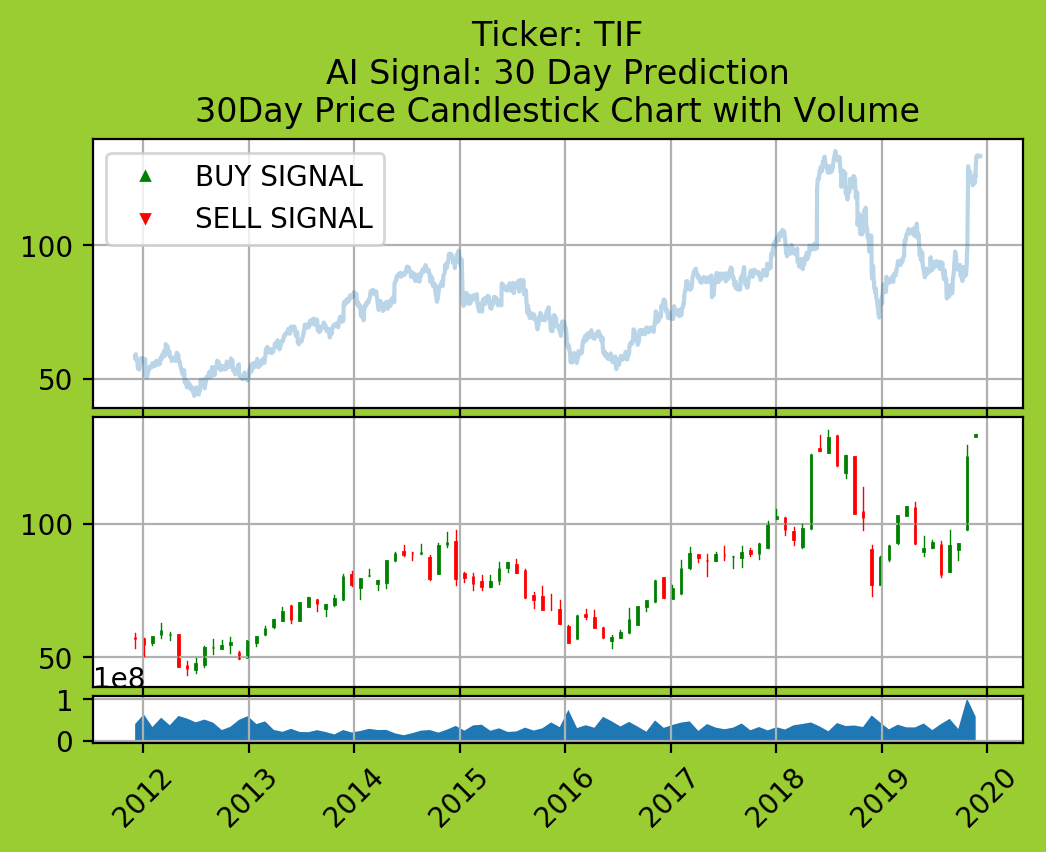 Ticker: TIF
AI Signal: 30 Day Prediction
30Day Price Candlestick Chart with Volume
BUY SIGNAL
SELL SIGNAL
100
50
100
50
1e8
1
0
2012 2013 2014 2015 2016 2017 2018 2019 2020